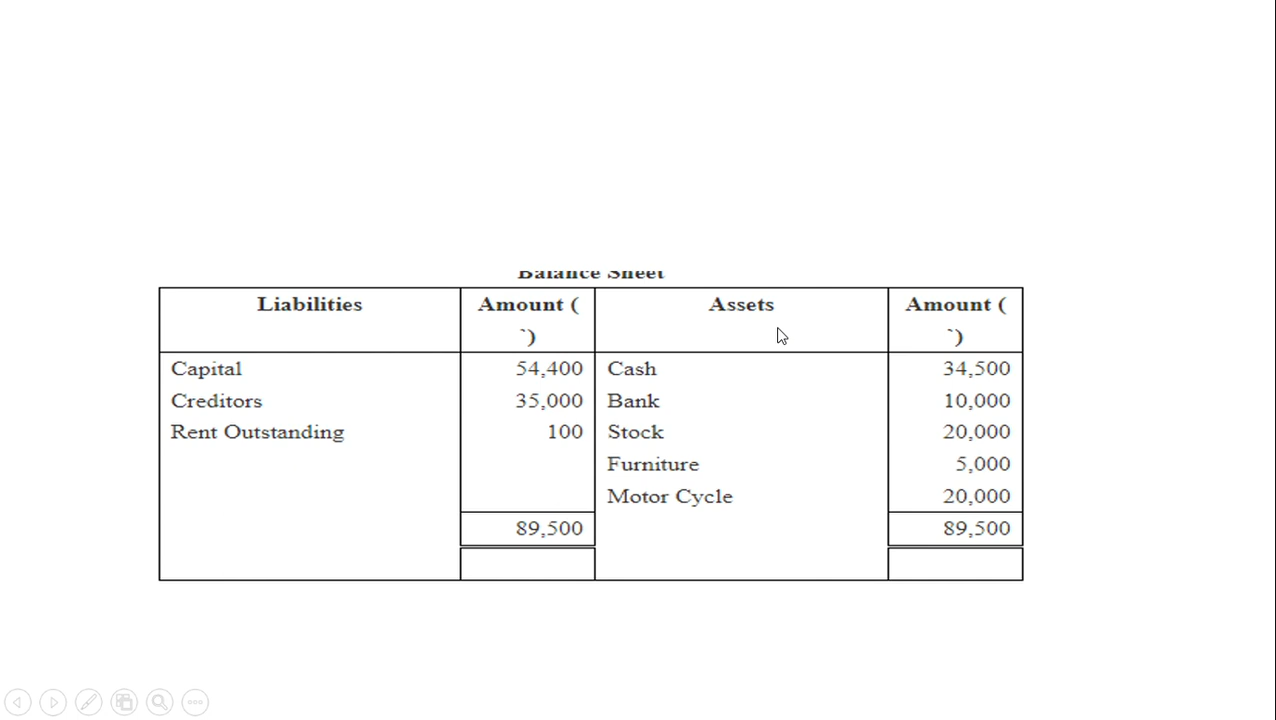 Balance Sheet
Liabilities Amount ( Assets Amount (
`) `)
Capital 54,400 Cash 34,500
Creditors 35,000 Bank 10,000
Rent Outstanding 100 Stock 20,000
Furniture 5,000
Motor Cycle 20,000
89,500 89,500